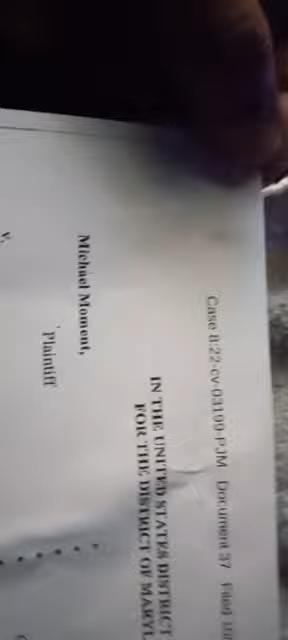 Case 8:22-cv-03109-PJM Document 37 Filed
IN THE UNITED STATES DISTRICT
FOR THE DISTRICT OF MARYL
Michael Moment,
Plaintiff
v.